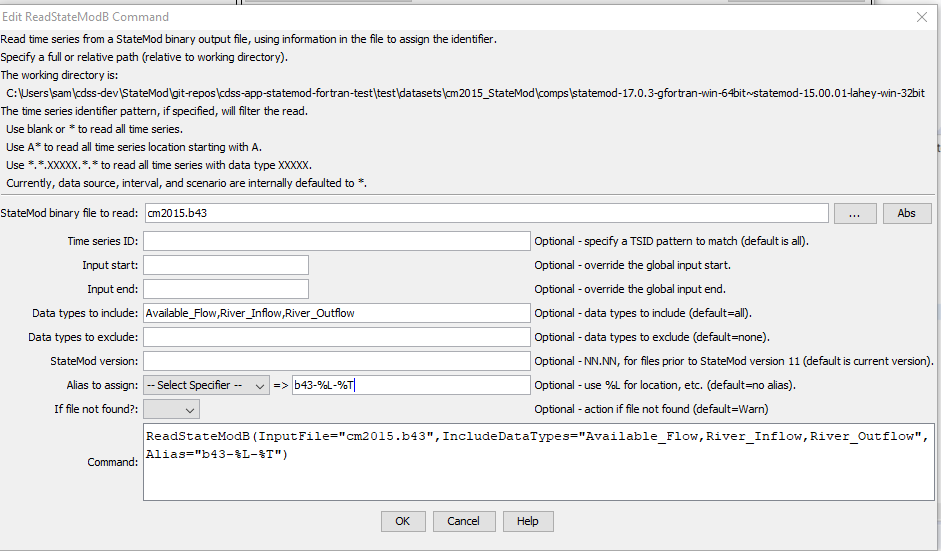 Edit ReadStateModB Command
Read time series from a StateMod binary output file, using information in the file to assign the identifier.
Specify a full or relative path (relative to working directory).
The working directory is:
C:\Users\sam\cdss-dev\StateMod\git-repos\cdss-app-statemod-fortran-test\test\datasets\cm2015_StateMod\comps\statemod-17.0.3-gfortran-win-64bit~statemod-15.00.01-lahey-win-32bit
The time series identifier pattern, if specified, will filter the read.
Use blank or * to read all time series.
Use A* to read all time series location starting with A.
Use *.*.XXXXX.*.* to read all time series with data type XXXXX.
Currently, data source, interval, and scenario are internally defaulted to *.
StateMod binary file to read: cm2015.b43 ... Abs
Time series ID: Optional - specify a TSID pattern to match (default is all).
Input start: Optional - override the global input start.
Input end: Optional - override the global input end.
Data types to include: Available_Flow,River_Inflow,River_Outflow Optional - data types to include (default=all).
Data types to exclude: Optional - data types to exclude (default=none).
StateMod version: Optional - NN.NN, for files prior to StateMod version 11 (default is current version).
Alias to assign: -- Select Specifier -- => b43-%L-%T Optional - use %L for location, etc. (default=no alias).
If file not found?: Optional - action if file not found (default=Warn)
Command: ReadStateModB(InputFile="cm2015.b43",IncludeDataTypes="Available_Flow,River_Inflow,River_Outflow",
Alias="b43-%L-%T")
OK Cancel Help